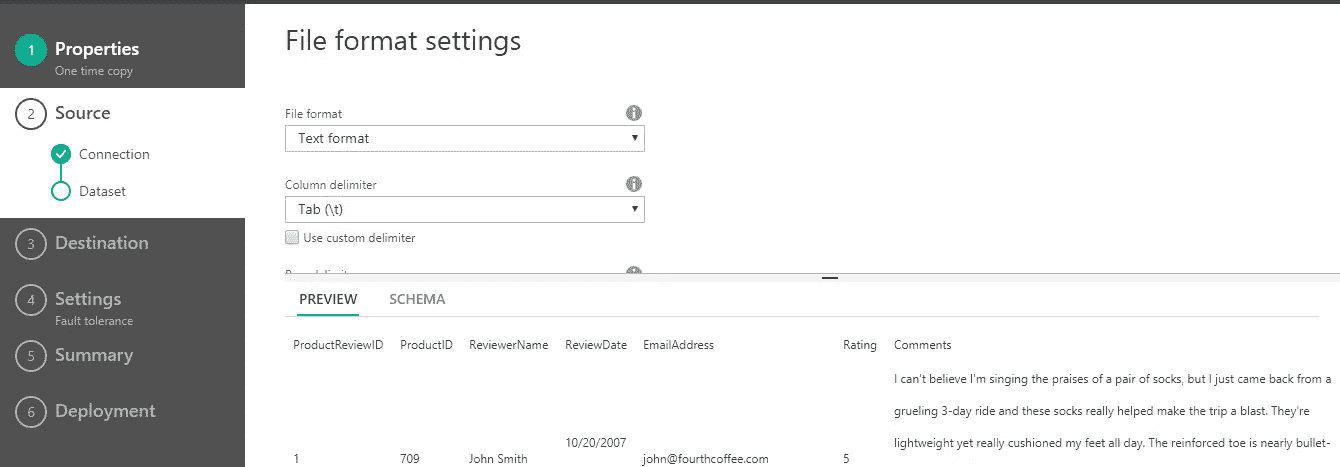 1
Properties
One time copy
2
Source
Connection
Dataset
3
Destination
4
Settings
Fault tolerance
5
Summary
6
Deployment
File format settings
File format
Text format
Column delimiter
Tab (\t)
Use custom delimiter
PREVIEW SCHEMA
ProductReviewID ProductID ReviewerName ReviewDate EmailAddress Rating Comments
I can't believe I'm singing the praises of a pair of socks, but I just came back from a
grueling 3-day ride and these socks really helped make the trip a blast. They're
10/20/2007 lightweight yet really cushioned my feet all day. The reinforced toe is nearly bullet-
1 709 John Smith john@fourthcoffee.com 5